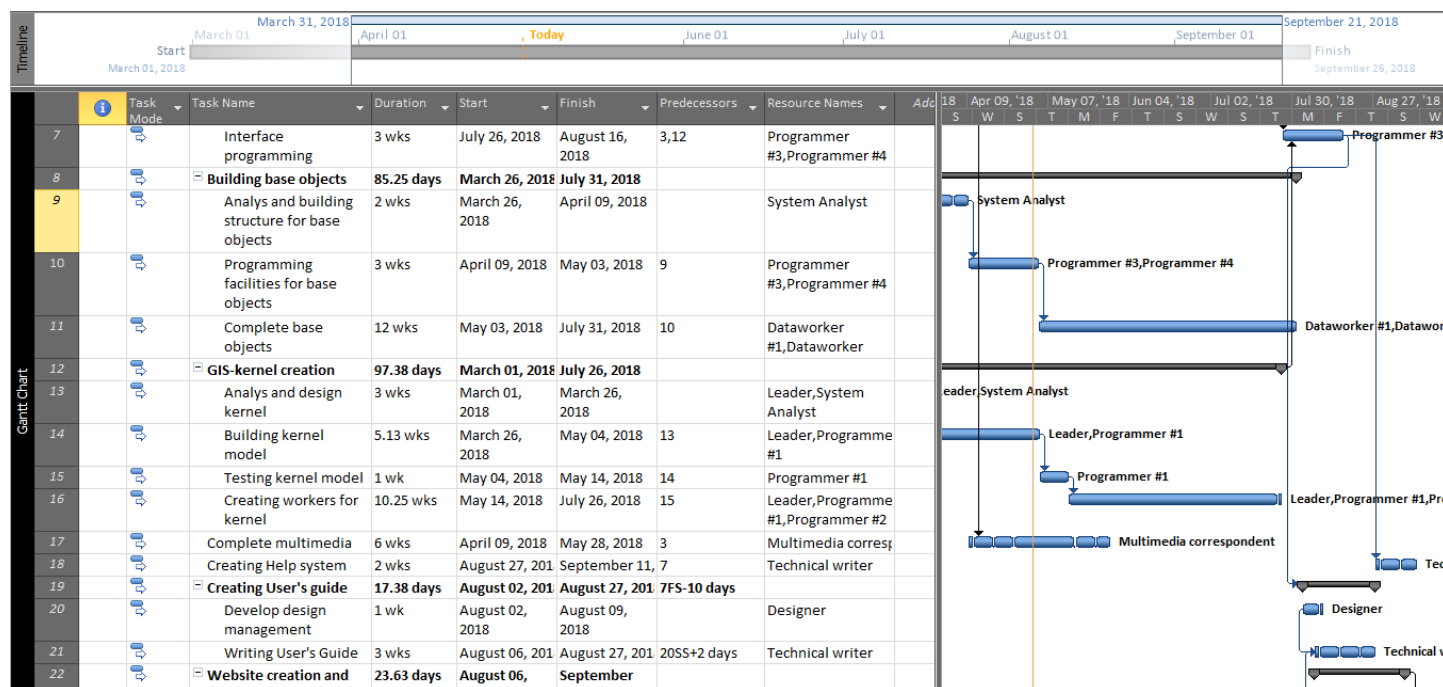 Timeline
March 31, 2018
September 21, 2018
March 01
April 01
Today
June 01
July 01
August 01
September 01
Start
Finish
March 01, 2018
September 26, 2018
Gantt Chart
Task Mode
Task Name
Duration
Start
Finish
Predecessors
Resource Names
Add
18 Apr 09, '18 May 07, '18 Jun 04, '18 Jul 02, '18 Jul 30, '18 Aug 27, '18
S W S T M F T S W S T M F T S W
7 Interface 3 wks July 26, 2018 August 16, 3,12 Programmer
programming 2018 #3,Programmer #4
Programmer #3
8 Building base objects 85.25 days March 26, 2018 July 31, 2018
9 Analys and building 2 wks March 26, April 09, 2018 System Analyst
structure for base 2018
objects
System Analyst
10 Programming 3 wks April 09, 2018 May 03, 2018 9 Programmer
facilities for base #3,Programmer #4
objects
Programmer #3,Programmer #4
11 Complete base 12 wks May 03, 2018 July 31, 2018 10 Dataworker
objects #1,Dataworker
Dataworker #1,Datawor
12 GIS-kernel creation 97.38 days March 01, 2018 July 26, 2018
13 Analys and design 3 wks March 01, March 26, Leader,System
kernel 2018 2018 Analyst
eader,System Analyst
14 Building kernel 5.13 wks March 26, May 04, 2018 13 Leader,Programme
model 2018 #1
Leader,Programmer #1
15 Testing kernel model 1 wk May 04, 2018 May 14, 2018 14 Programmer #1
Programmer #1
16 Creating workers for 10.25 wks May 14, 2018 July 26, 2018 15 Leader,Programme
kernel #1,Programmer #2
Leader,Programmer #1,Pr
17 Complete multimedia 6 wks April 09, 2018 May 28, 2018 3 Multimedia corresp
Multimedia correspondent
18 Creating Help system 2 wks August 27, 201 September 11, 7 Technical writer
Tec
19 Creating User's guide 17.38 days August 02, 201 August 27, 201 7FS-10 days
20 Develop design 1 wk August 02, August 09, Designer
management 2018 2018
Designer
21 Writing User's Guide 3 wks August 06, 201 August 27, 201 20SS+2 days Technical writer
Technical w
22 Website creation and 23.63 days August 06, September